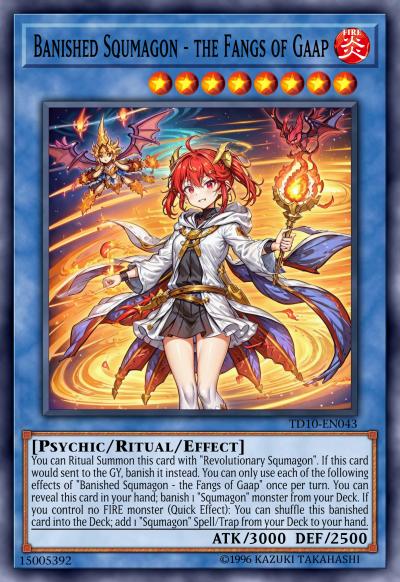 Banished Squmagon - the Fangs of Gaap
FIRE
炎
TD10-EN043
[Psychic/Ritual/Effect]
You can Ritual Summon this card with "Revolutionary Squmagon". If this card
would sent to the GY, banish it instead. You can only use each of the following
effects of "Banished Squmagon - the Fangs of Gaap" once per turn. You can
reveal this card in your hand; banish 1 "Squmagon" monster from your Deck. If
you control no FIRE monster (Quick Effect): You can shuffle this
banished card into the Deck; add 1 "Squmagon" Spell/Trap from your Deck to your hand.
ATK/3000 DEF/2500
15005392
©1996 KAZUKI TAKAHASHI